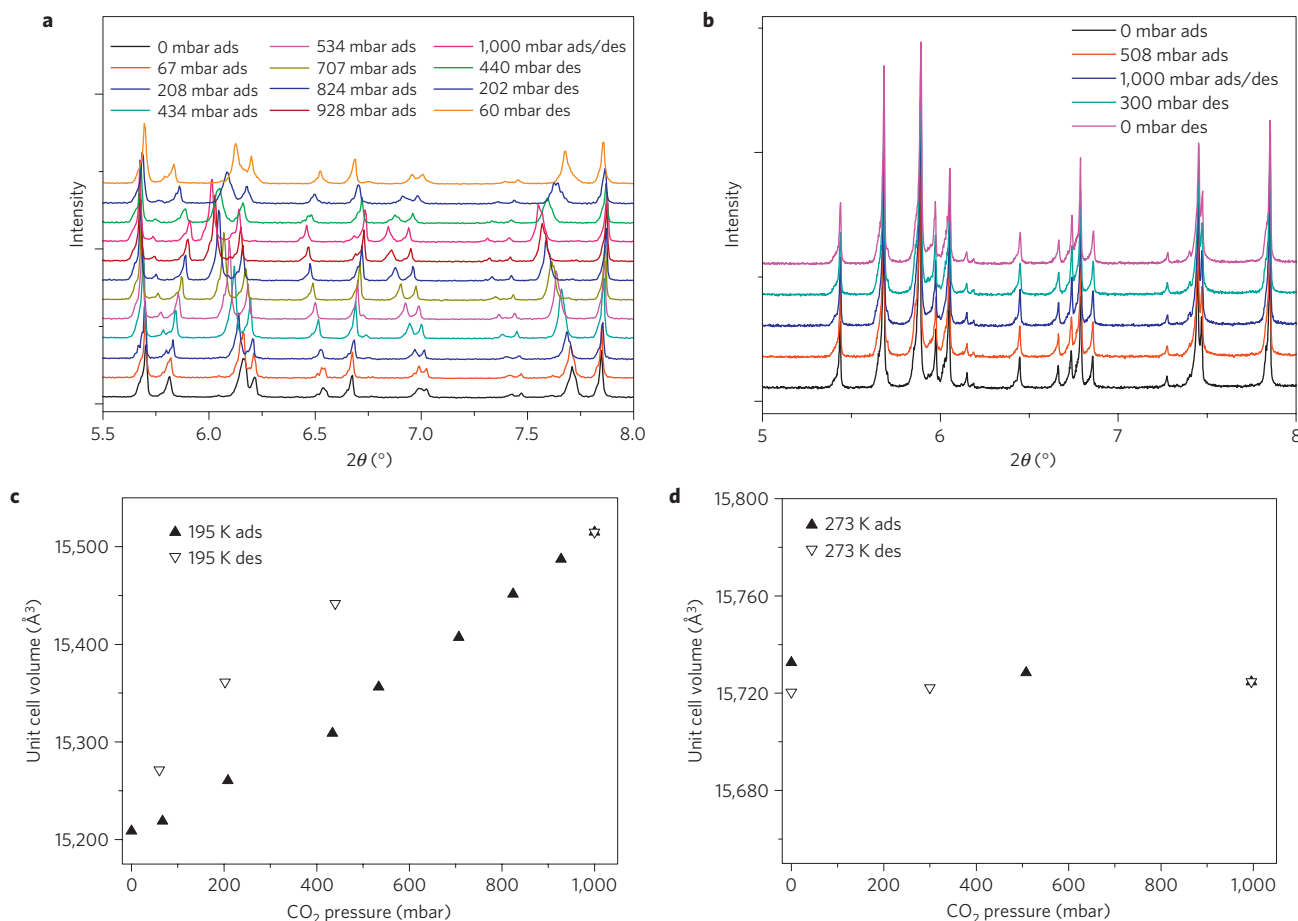 a
0 mbar ads
67 mbar ads
208 mbar ads
434 mbar ads
534 mbar ads
707 mbar ads
824 mbar ads
928 mbar ads
1,000 mbar ads/des
440 mbar des
202 mbar des
60 mbar des
Intensity
5.5 6.0 6.5 7.0 7.5 8.0
2θ (°)
b
0 mbar ads
508 mbar ads
1,000 mbar ads/des
300 mbar des
0 mbar des
Intensity
5 6 7 8
2θ (°)
c
195 K ads
195 K des
Unit cell volume (Å³)
15,500
15,400
15,300
15,200
0 200 400 600 800 1,000
CO₂ pressure (mbar)
d
273 K ads
273 K des
Unit cell volume (Å³)
15,800
15,760
15,720
15,680
0 200 400 600 800 1,000
CO₂ pressure (mbar)